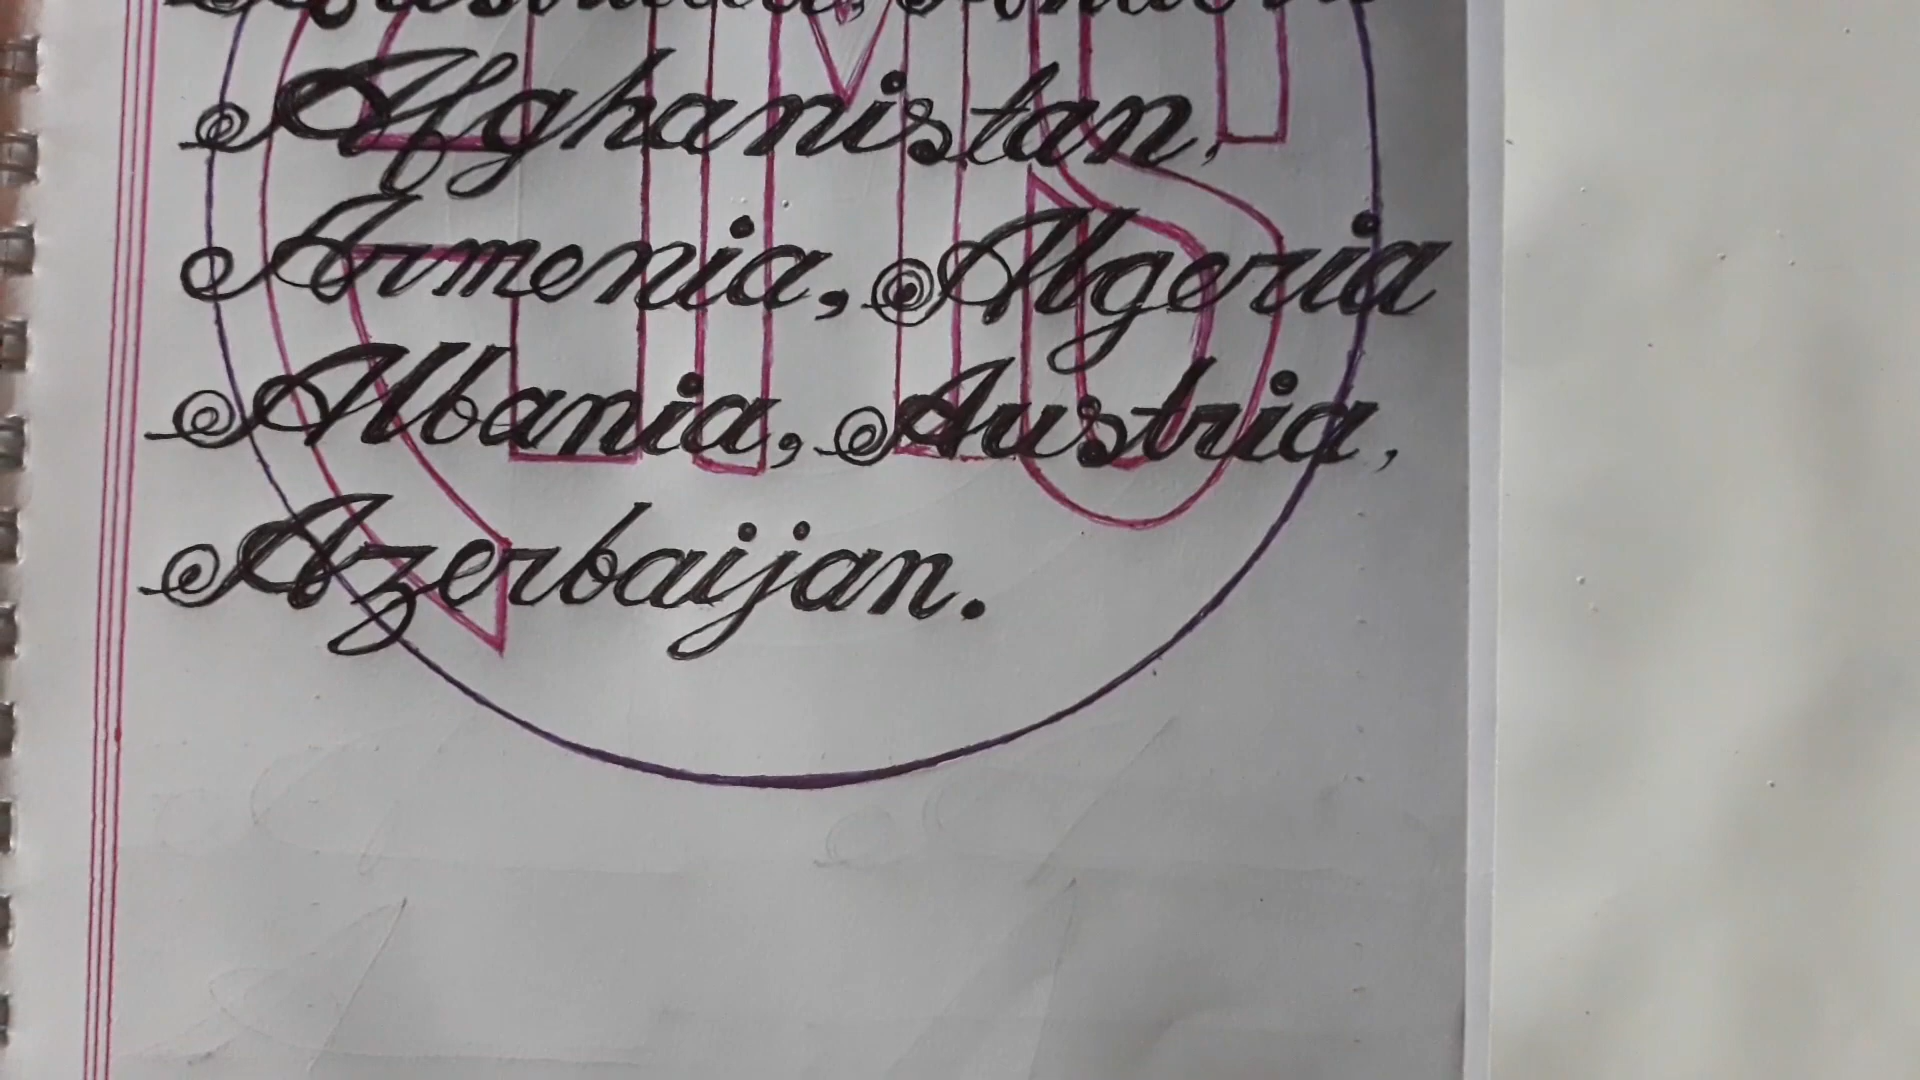 Afghanistan,
Armenia, Algeria
Albania, Austria,
Azerbaijan.